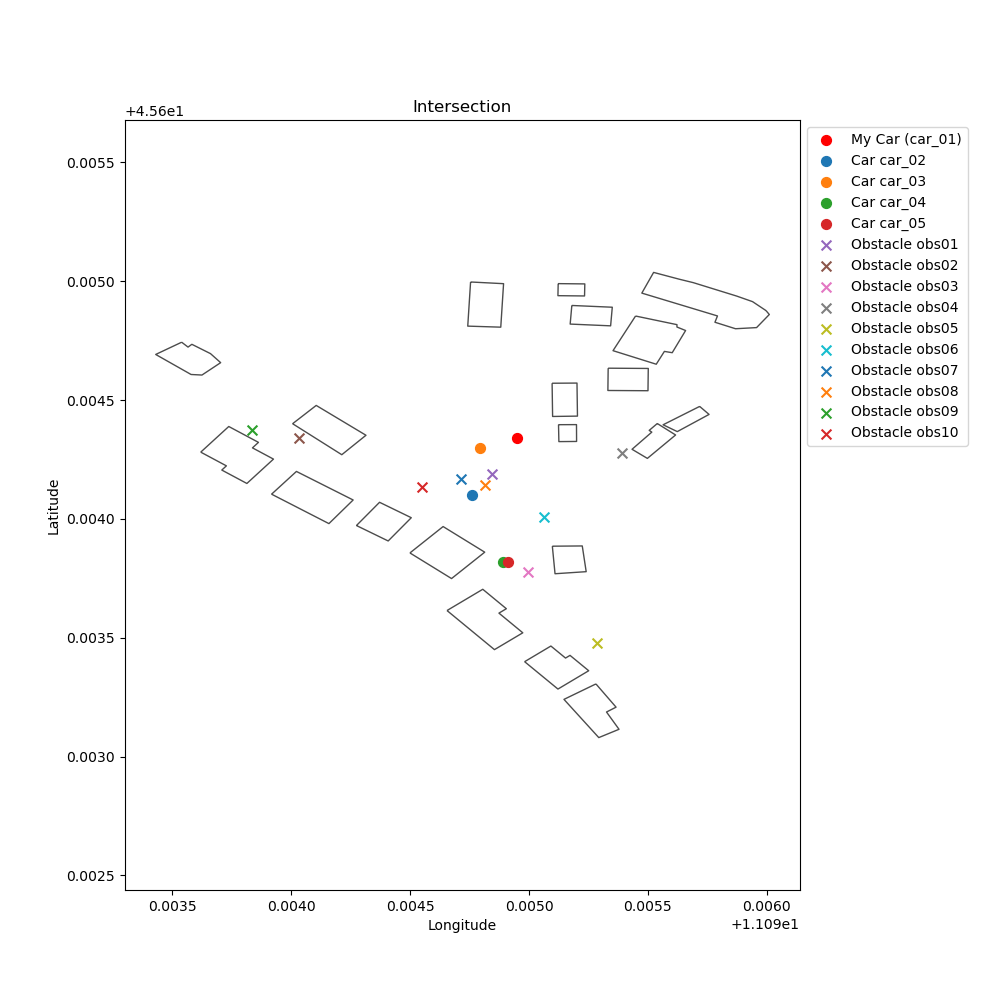 Intersection
+4.56e1
0.0055
0.0050
0.0045
0.0040
0.0035
0.0030
0.0025
Latitude
0.0035 0.0040 0.0045 0.0050 0.0055 0.0060
Longitude
+1.109e1
My Car (car_01)
Car car_02
Car car_03
Car car_04
Car car_05
Obstacle obs01
Obstacle obs02
Obstacle obs03
Obstacle obs04
Obstacle obs05
Obstacle obs06
Obstacle obs07
Obstacle obs08
Obstacle obs09
Obstacle obs10